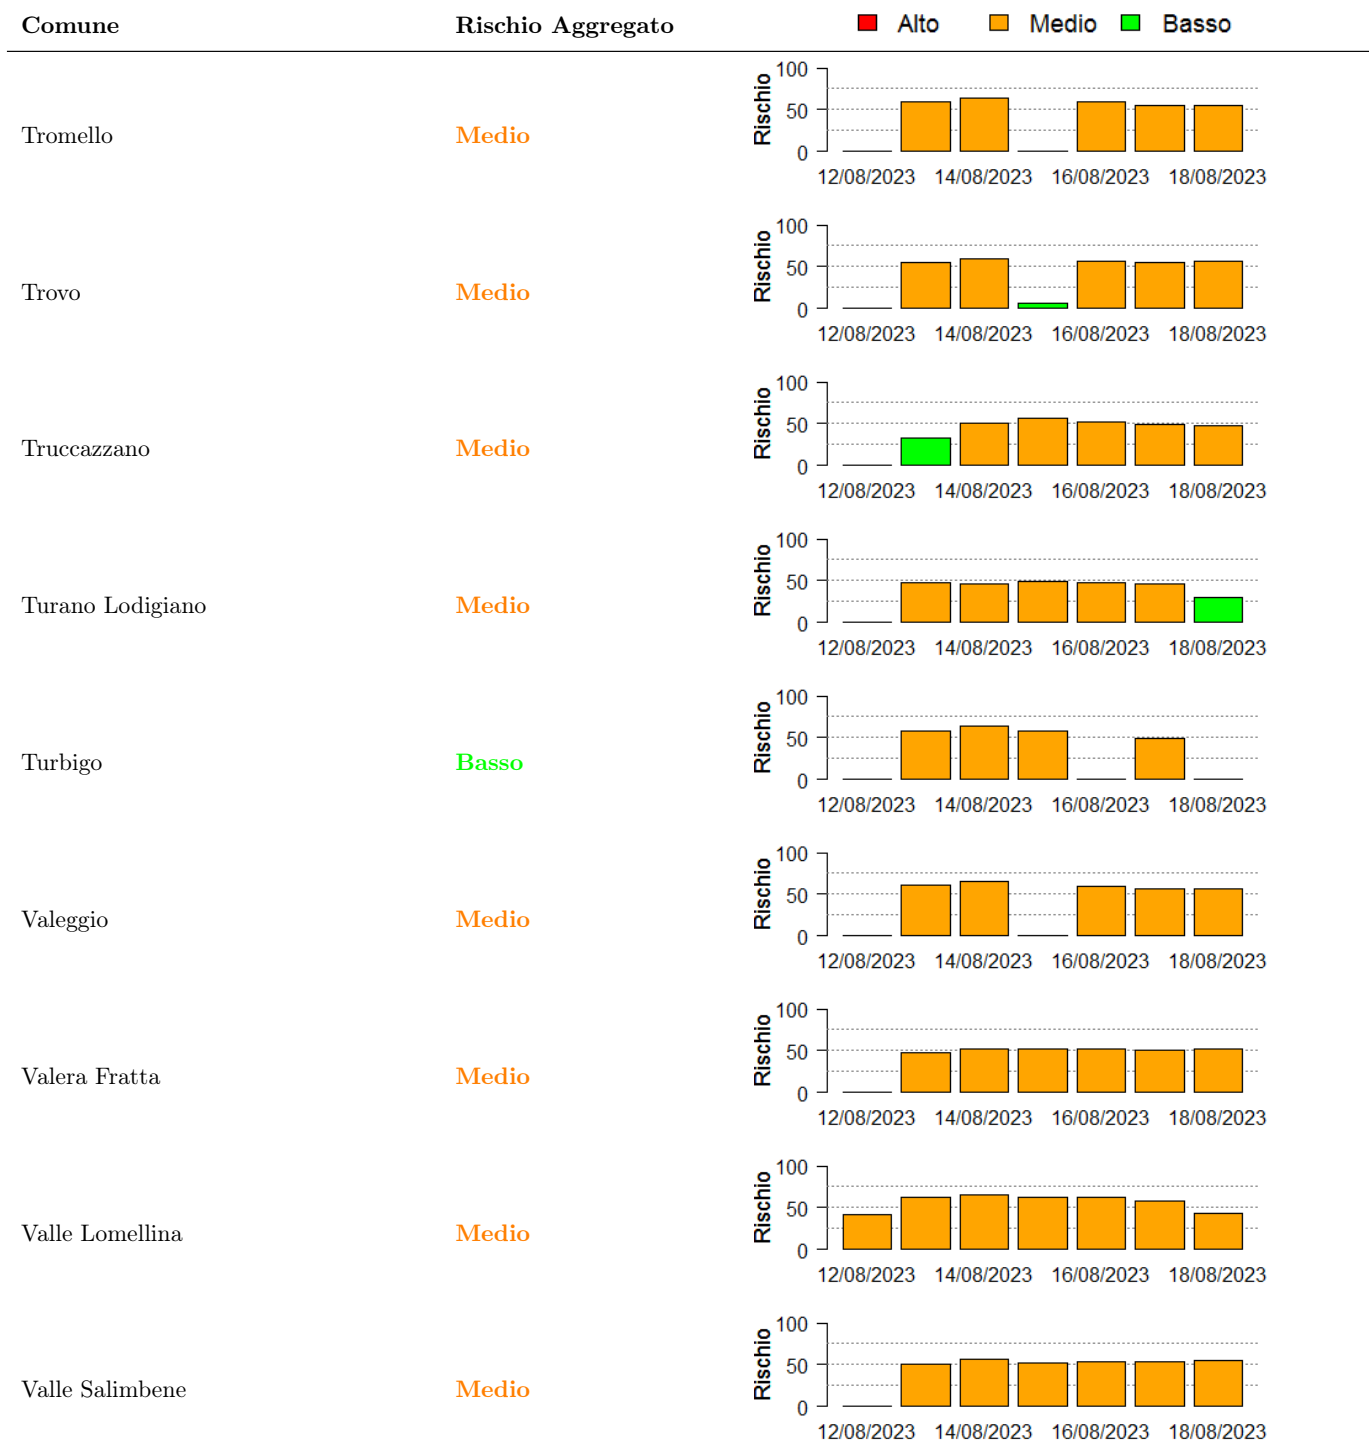 Comune Rischio Aggregato Alto Medio Basso
Tromello Medio Rischio 100 50 0
12/08/2023 14/08/2023 16/08/2023 18/08/2023
Trovo Medio Rischio 100 50 0
12/08/2023 14/08/2023 16/08/2023 18/08/2023
Truccazzano Medio Rischio 100 50 0
12/08/2023 14/08/2023 16/08/2023 18/08/2023
Turano Lodigiano Medio Rischio 100 50 0
12/08/2023 14/08/2023 16/08/2023 18/08/2023
Turbigo Basso Rischio 100 50 0
12/08/2023 14/08/2023 16/08/2023 18/08/2023
Valeggio Medio Rischio 100 50 0
12/08/2023 14/08/2023 16/08/2023 18/08/2023
Valera Fratta Medio Rischio 100 50 0
12/08/2023 14/08/2023 16/08/2023 18/08/2023
Valle Lomellina Medio Rischio 100 50 0
12/08/2023 14/08/2023 16/08/2023 18/08/2023
Valle Salimbene Medio Rischio 100 50 0
12/08/2023 14/08/2023 16/08/2023 18/08/2023